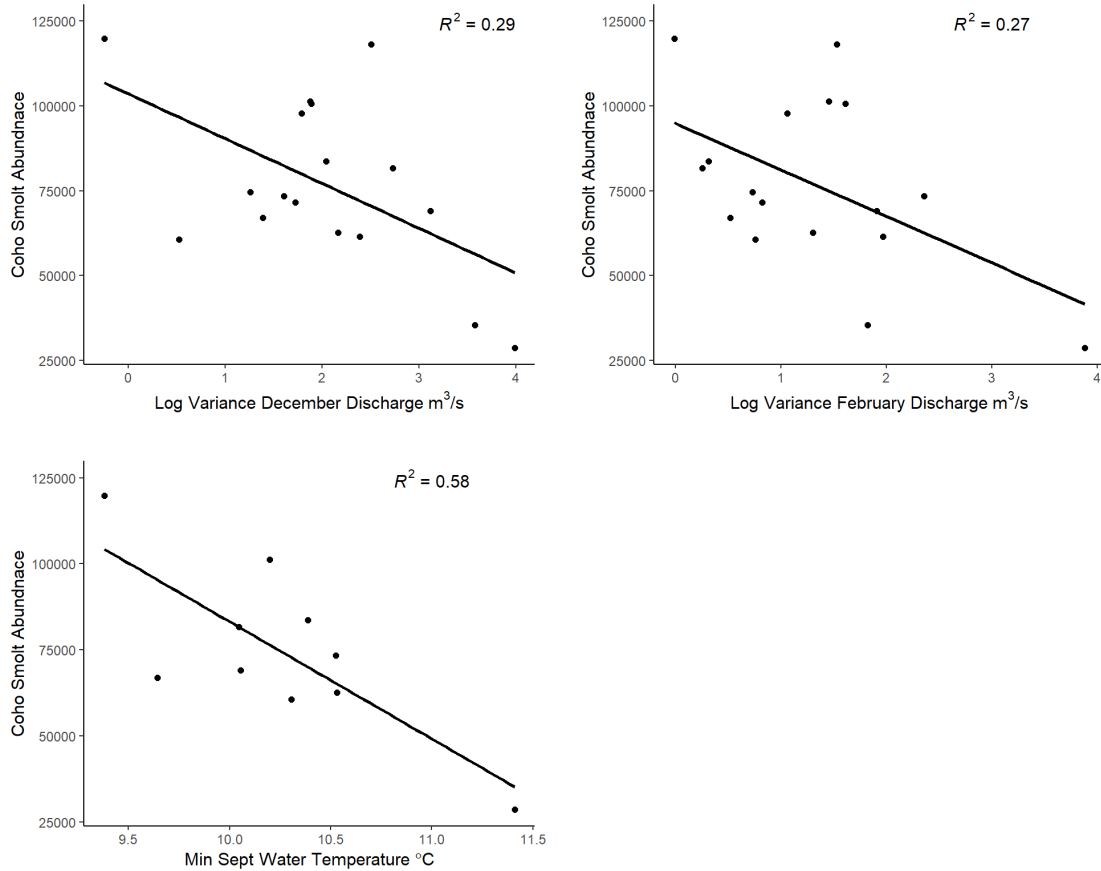 R² = 0.29
125000
100000
75000
50000
25000
Coho Smolt Abundnace
0 1 2 3 4
Log Variance December Discharge m³/s
R² = 0.27
125000
100000
75000
50000
25000
Coho Smolt Abundnace
0 1 2 3 4
Log Variance February Discharge m³/s
R² = 0.58
125000
100000
75000
50000
25000
Coho Smolt Abundnace
9.5 10.0 10.5 11.0 11.5
Min Sept Water Temperature °C